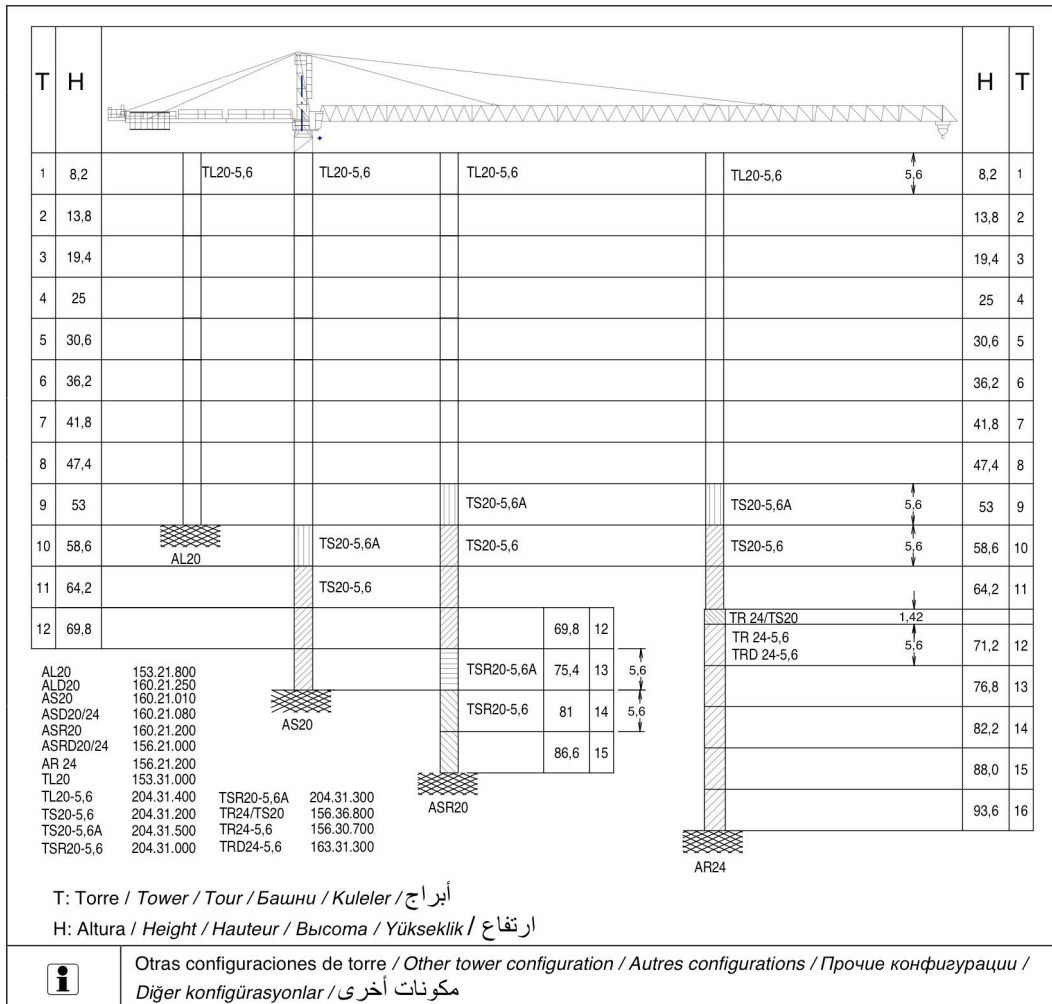 T H H T
1 8,2 TL20-5,6 TL20-5,6 TL20-5,6 TL20-5,6 5,6 8,2 1
2 13,8 13,8 2
3 19,4 19,4 3
4 25 25 4
5 30,6 30,6 5
6 36,2 36,2 6
7 41,8 41,8 7
8 47,4 47,4 8
9 53 TS20-5,6A TS20-5,6A 5,6 53 9
10 58,6 AL20 TS20-5,6A TS20-5,6 TS20-5,6 5,6 58,6 10
11 64,2 TS20-5,6 64,2 11
TR 24/TS20 1,42
12 69,8 69,8 12 TR 24-5,6 5,6 71,2 12
TRD 24-5,6
TSR20-5,6A 75,4 13 5,6 76,8 13
AS20 TSR20-5,6 81 14 5,6 82,2 14
86,6 15 88,0 15
ASR20 93,6 16
AR24
AL20 153.21.800
ALD20 160.21.250
AS20 160.21.010
ASD20/24 160.21.080
ASR20 160.21.200
ASRD20/24 156.21.000
AR 24 156.21.200
TL20 153.31.000
TL20-5,6 204.31.400 TSR20-5,6A 204.31.300
TS20-5,6 204.31.200 TR24/TS20 156.36.800
TS20-5,6A 204.31.500 TR24-5,6 156.30.700
TSR20-5,6 204.31.000 TRD24-5,6 163.31.300
T: Torre / Tower / Tour / Башни / Kuleler / أبراج
H: Altura / Height / Hauteur / Высота / Yükseklik / ارتفاع
i Otras configuraciones de torre / Other tower configuration / Autres configurations / Прочие конфигурации /
Diğer konfigürasyonlar / مكونات أخرى